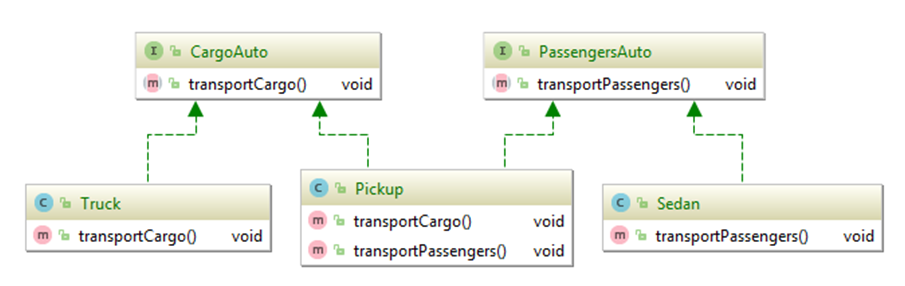 I CargoAuto
m transportCargo() void
I PassengersAuto
m transportPassengers() void
C Truck
m transportCargo() void
C Pickup
m transportCargo() void
m transportPassengers() void
C Sedan
m transportPassengers() void